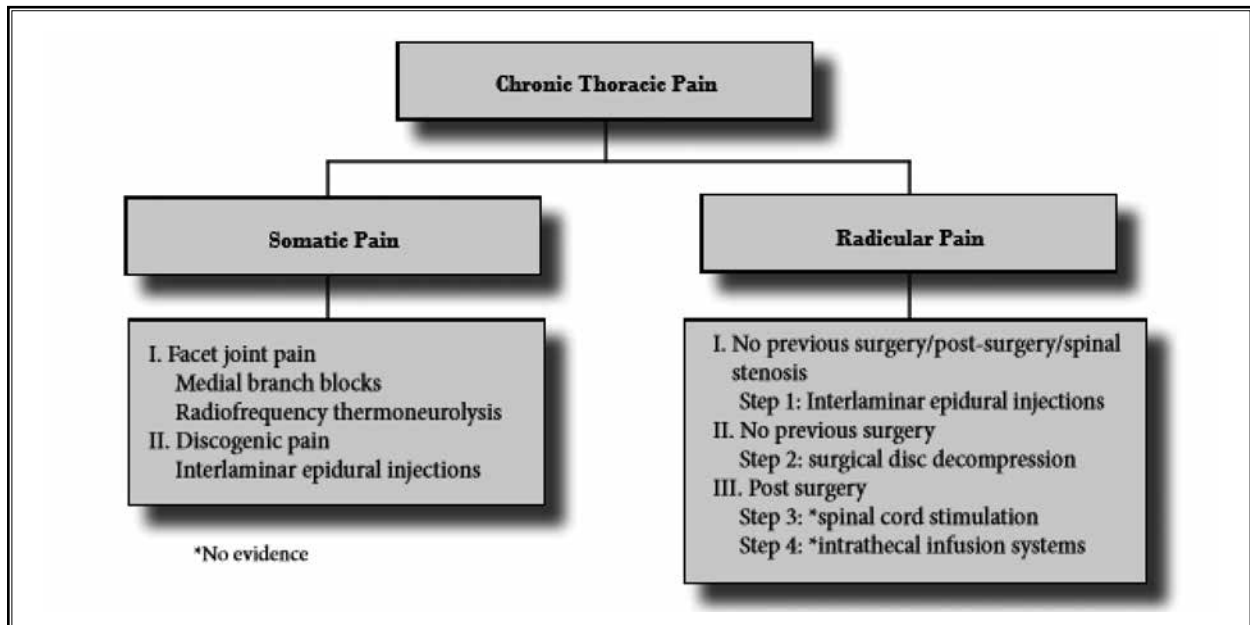 Chronic Thoracic Pain
Somatic Pain
I. Facet joint pain
Medial branch blocks
Radiofrequency thermoneurolysis
II. Discogenic pain
Interlaminar epidural injections
*No evidence
Radicular Pain
I. No previous surgery/post-surgery/spinal
stenosis
Step 1: Interlaminar epidural injections
II. No previous surgery
Step 2: surgical disc decompression
III. Post surgery
Step 3: *spinal cord stimulation
Step 4: *intrathecal infusion systems